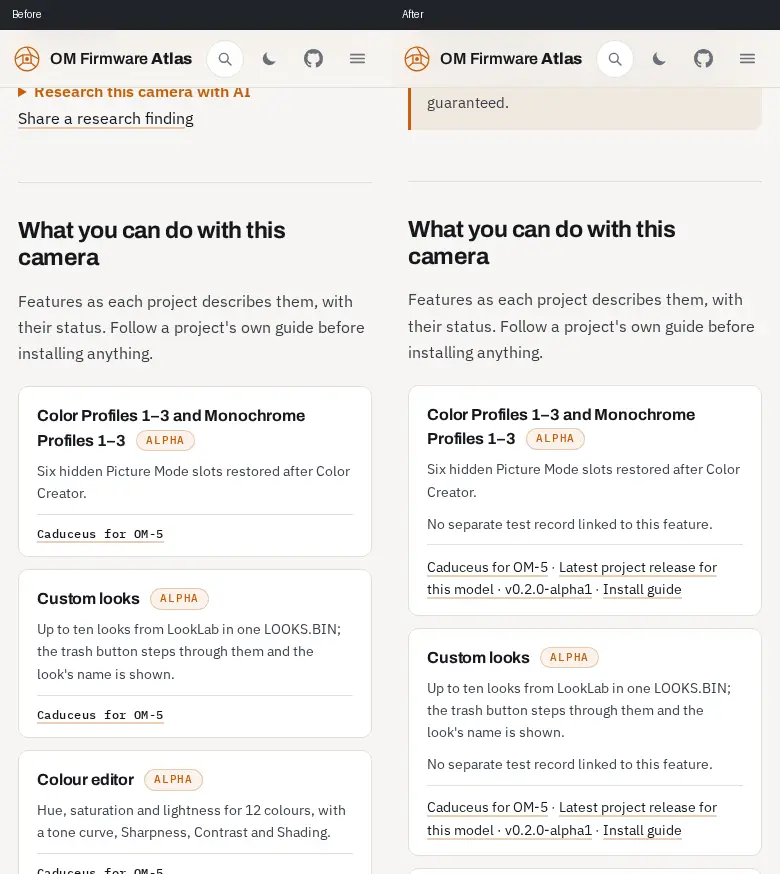 Before
OM Firmware Atlas
Research this camera with AI
Share a research finding
What you can do with this
camera
Features as each project describes them, with
their status. Follow a project's own guide before
installing anything.
Color Profiles 1–3 and Monochrome
Profiles 1–3 ALPHA
Six hidden Picture Mode slots restored after Color
Creator.
Caduceus for OM-5
Custom looks ALPHA
Up to ten looks from LookLab in one LOOKS.BIN;
the trash button steps through them and the
look's name is shown.
Caduceus for OM-5
Colour editor ALPHA
Hue, saturation and lightness for 12 colours, with
a tone curve, Sharpness, Contrast and Shading.
Caduceus for OM-5
After
OM Firmware Atlas
guaranteed.
What you can do with this
camera
Features as each project describes them, with
their status. Follow a project's own guide before
installing anything.
Color Profiles 1–3 and Monochrome
Profiles 1–3 ALPHA
Six hidden Picture Mode slots restored after Color
Creator.
No separate test record linked to this feature.
Caduceus for OM-5 · Latest project release for
this model · v0.2.0-alpha1 · Install guide
Custom looks ALPHA
Up to ten looks from LookLab in one LOOKS.BIN;
the trash button steps through them and the
look's name is shown.
No separate test record linked to this feature.
Caduceus for OM-5 · Latest project release for
this model · v0.2.0-alpha1 · Install guide